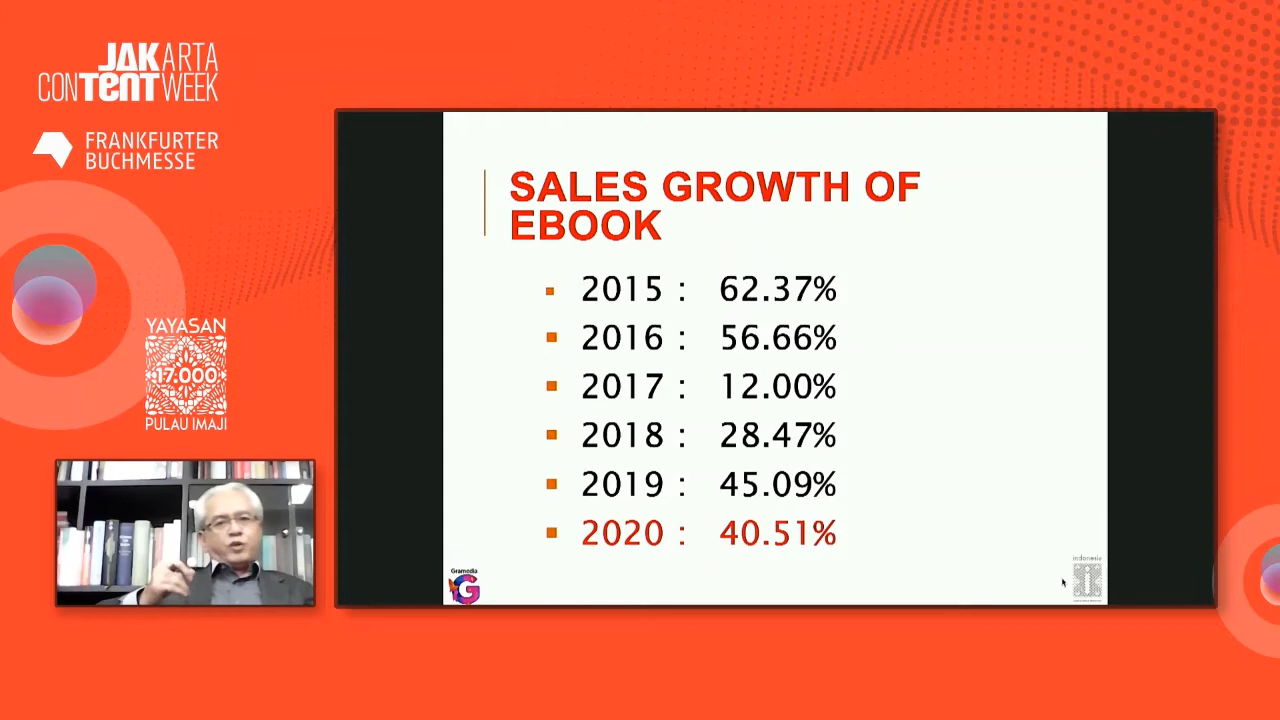 JAKARTA
CONTENT WEEK
FRANKFURTER
BUCHMESSE
YAYASAN
17.000
PULAU IMAJI
SALES GROWTH OF
EBOOK
2015 : 62.37%
2016 : 56.66%
2017 : 12.00%
2018 : 28.47%
2019 : 45.09%
2020 : 40.51%
Gramedia
G
indonesia
i